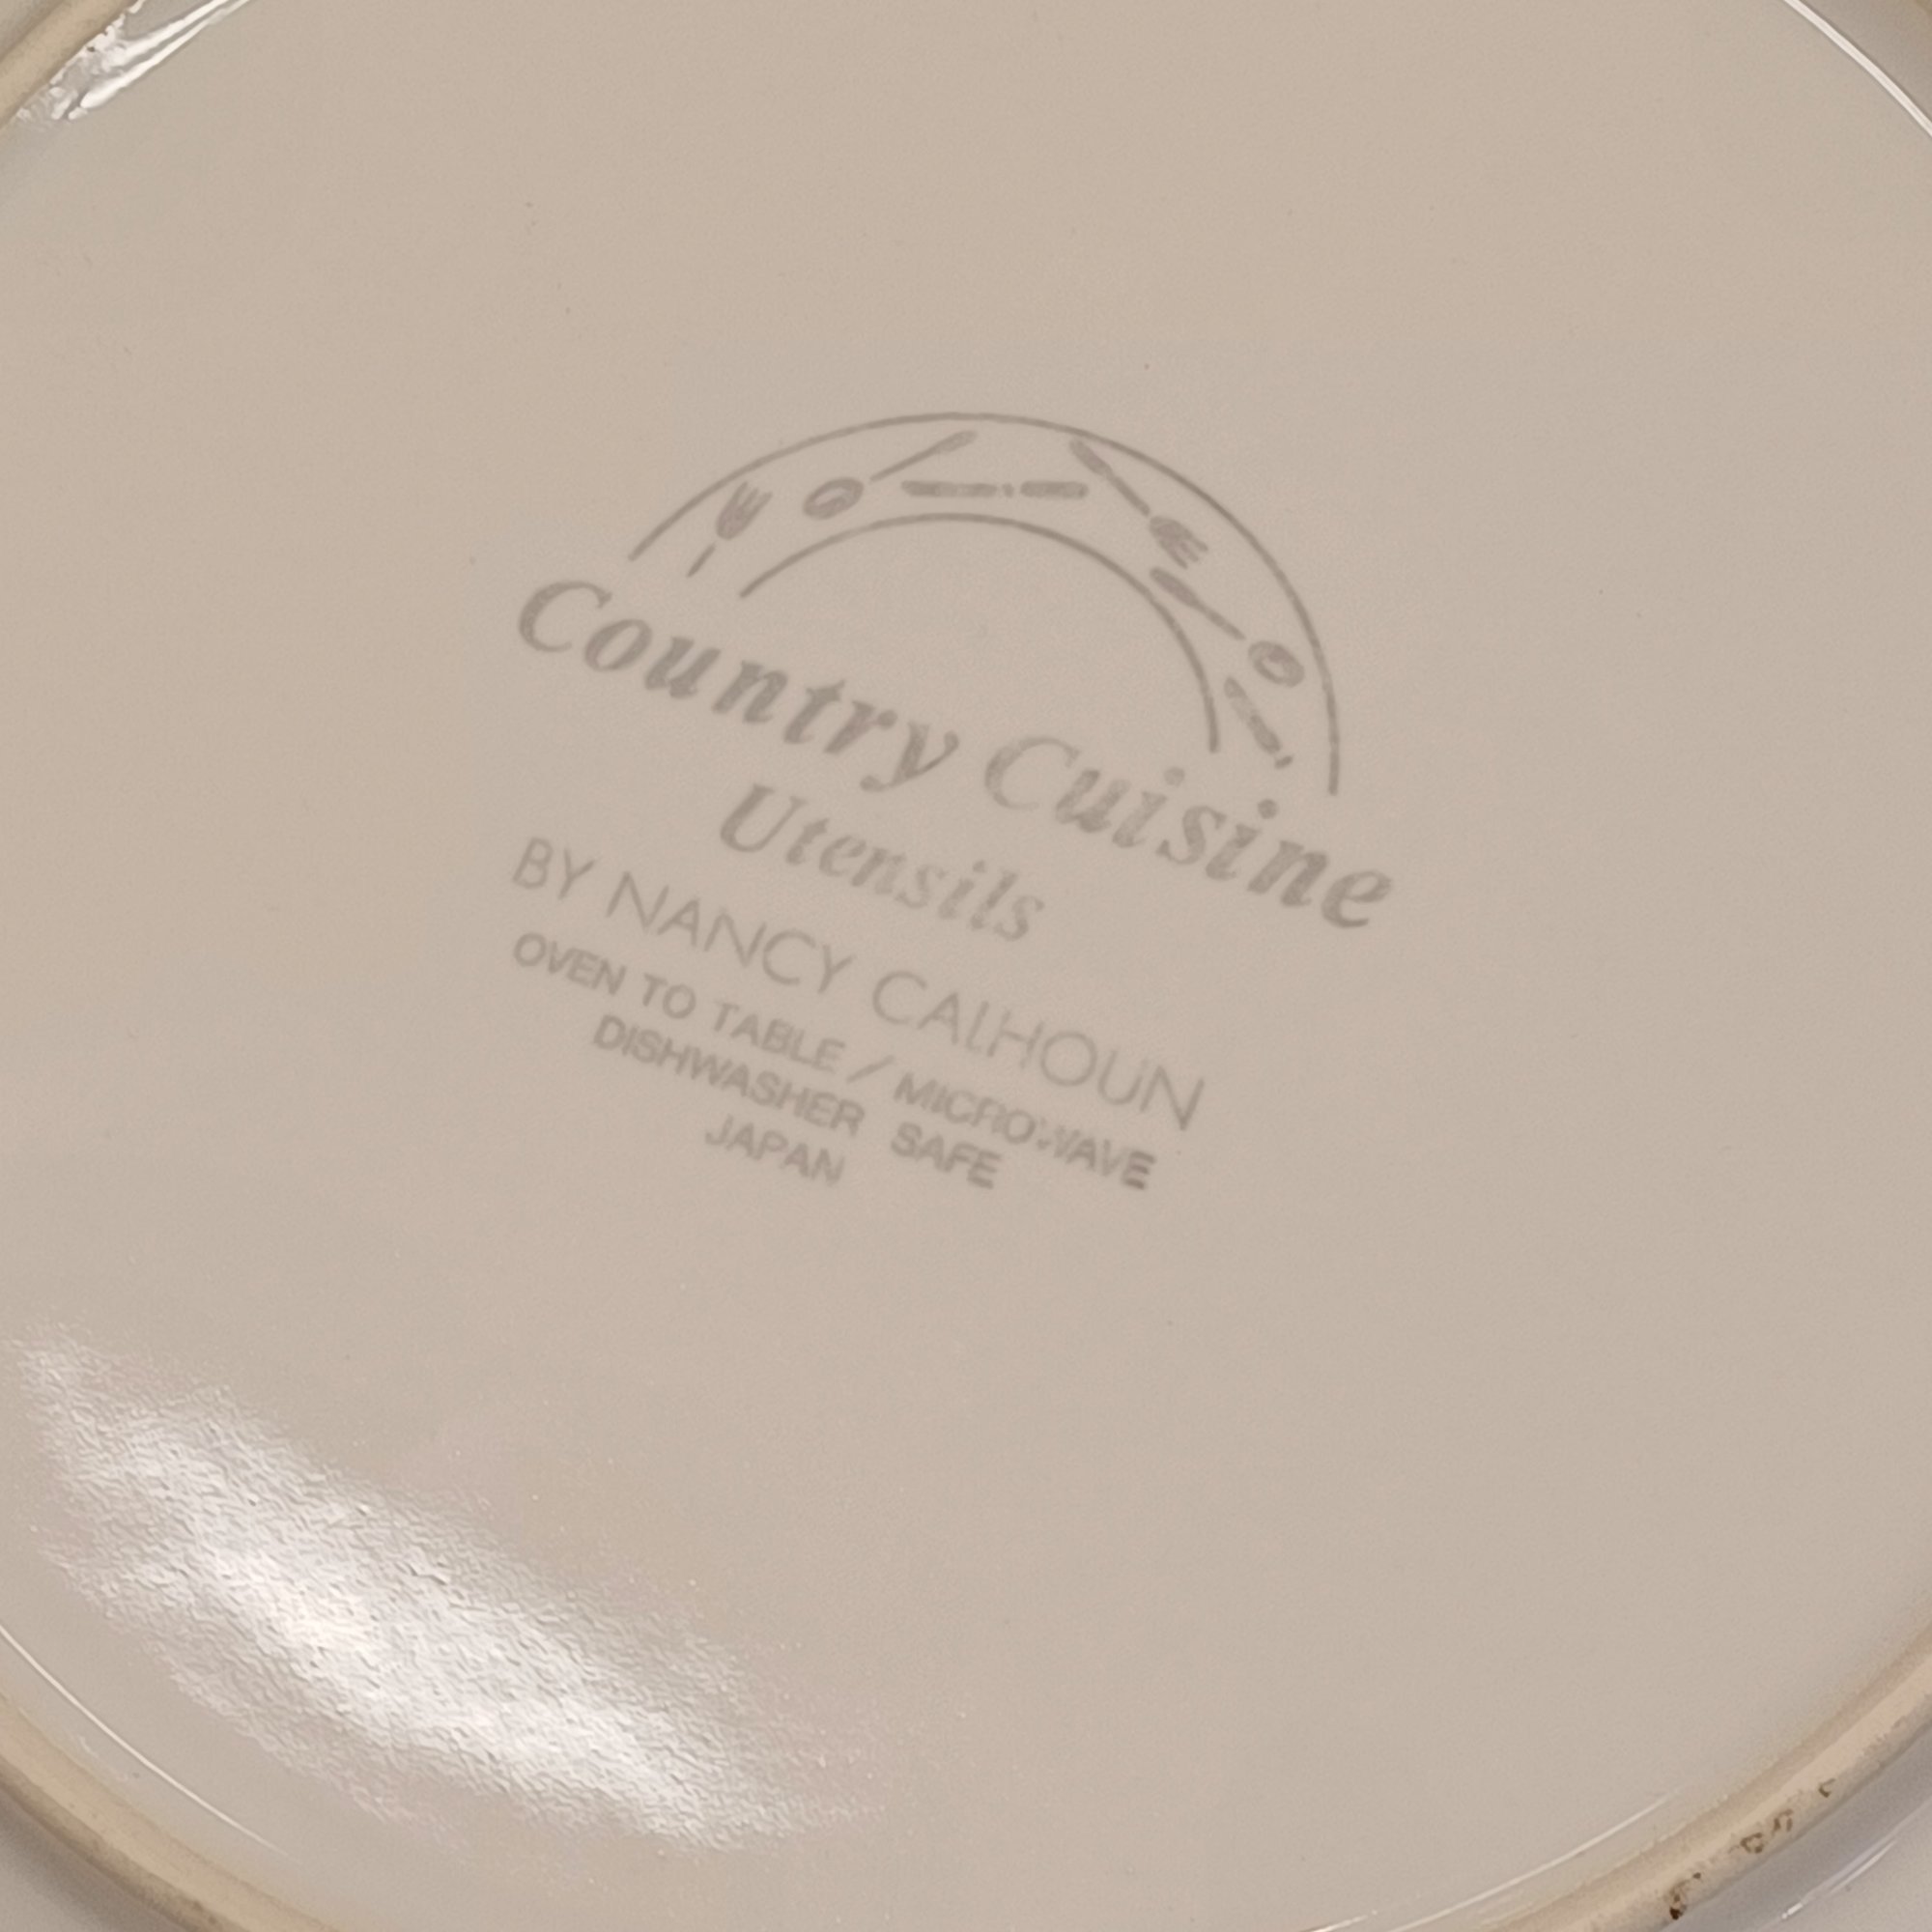 Country Cuisine
Utensils
BY NANCY CALHOUN
OVEN TO TABLE / MICROWAVE
DISHWASHER SAFE
JAPAN